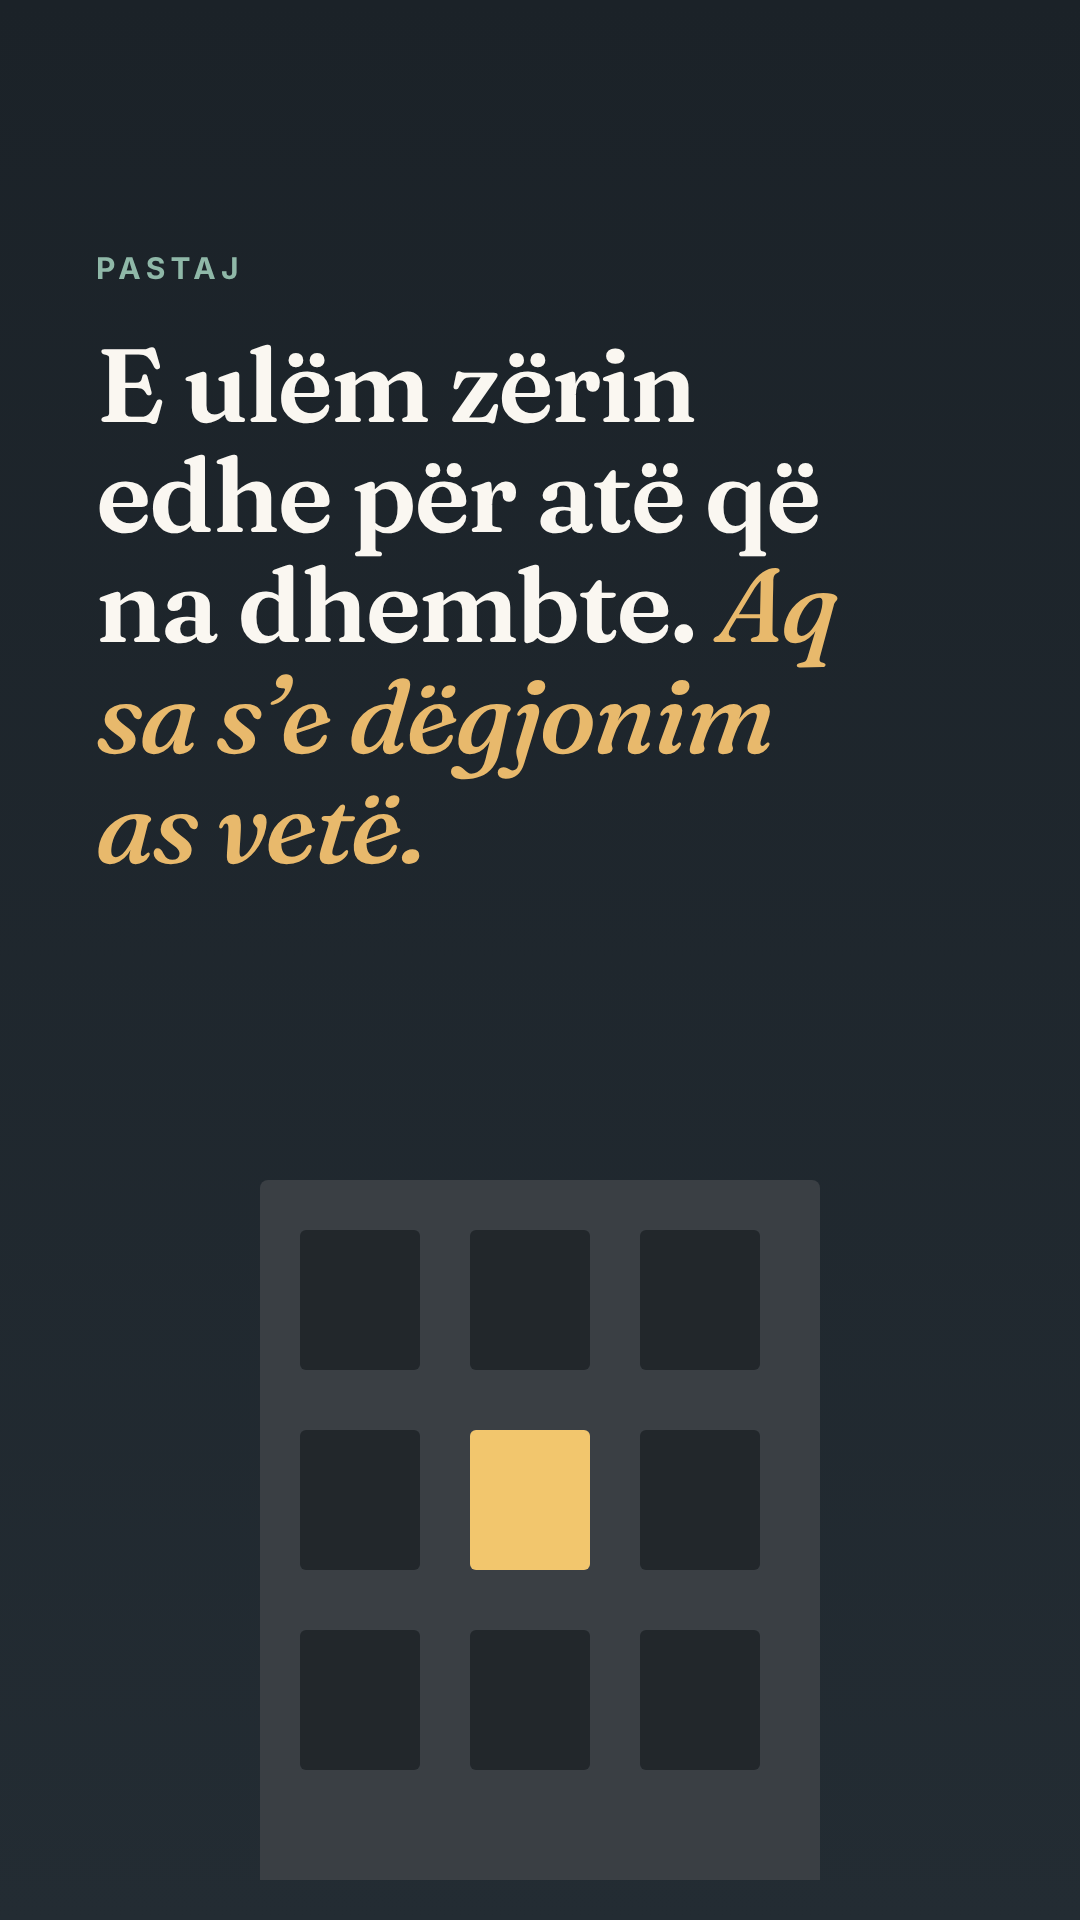 PASTAJ
E ulëm zërin
edhe për atë që
na dhembte. Aq
sa s’e dëgjonim
as vetë.